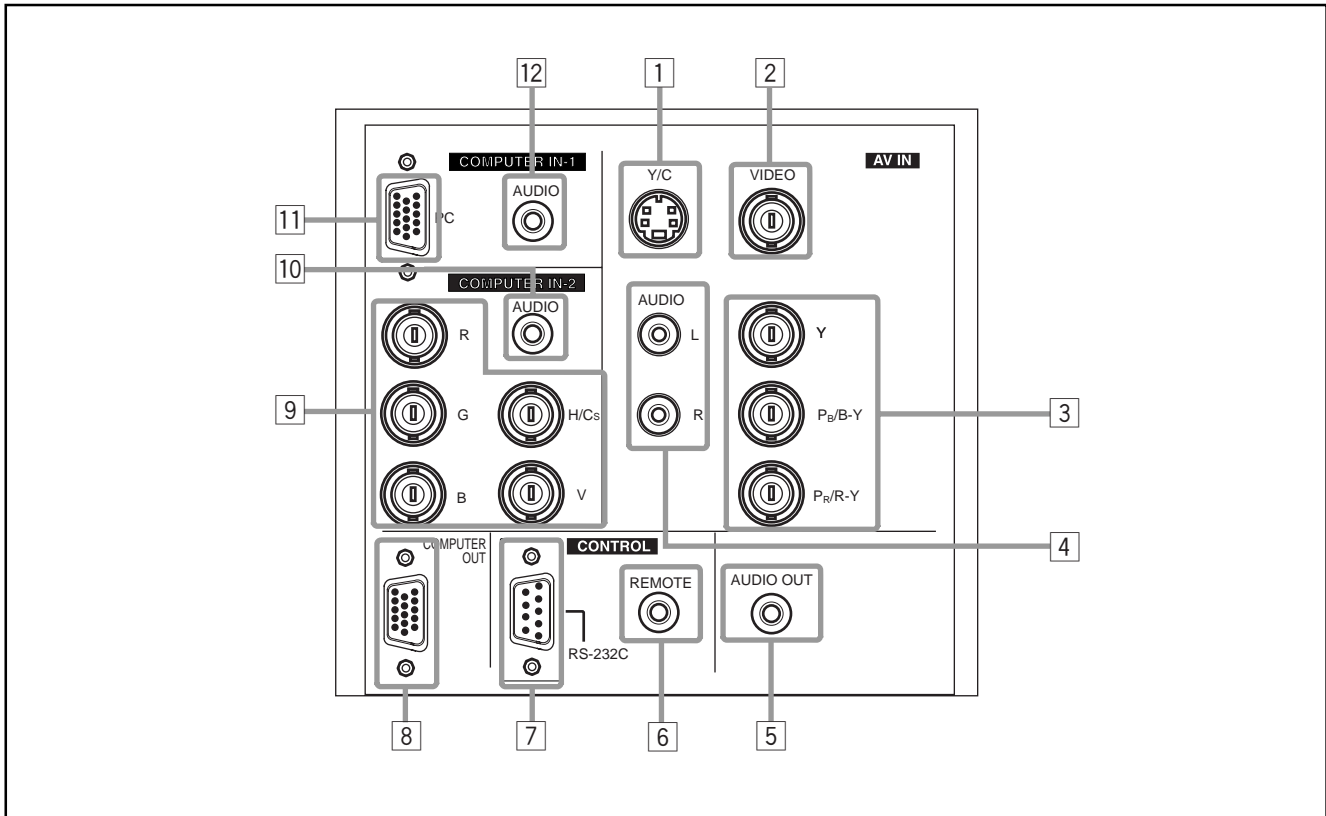 12
1
2
COMPUTER IN-1
AV IN
Y/C
VIDEO
AUDIO
11
PC
10
COMPUTER IN-2
AUDIO
AUDIO
R
L
Y
9
G
H/Cs
R
PB/B-Y
3
B
V
PR/R-Y
4
COMPUTER
OUT
CONTROL
REMOTE
AUDIO OUT
RS-232C
8
7
6
5